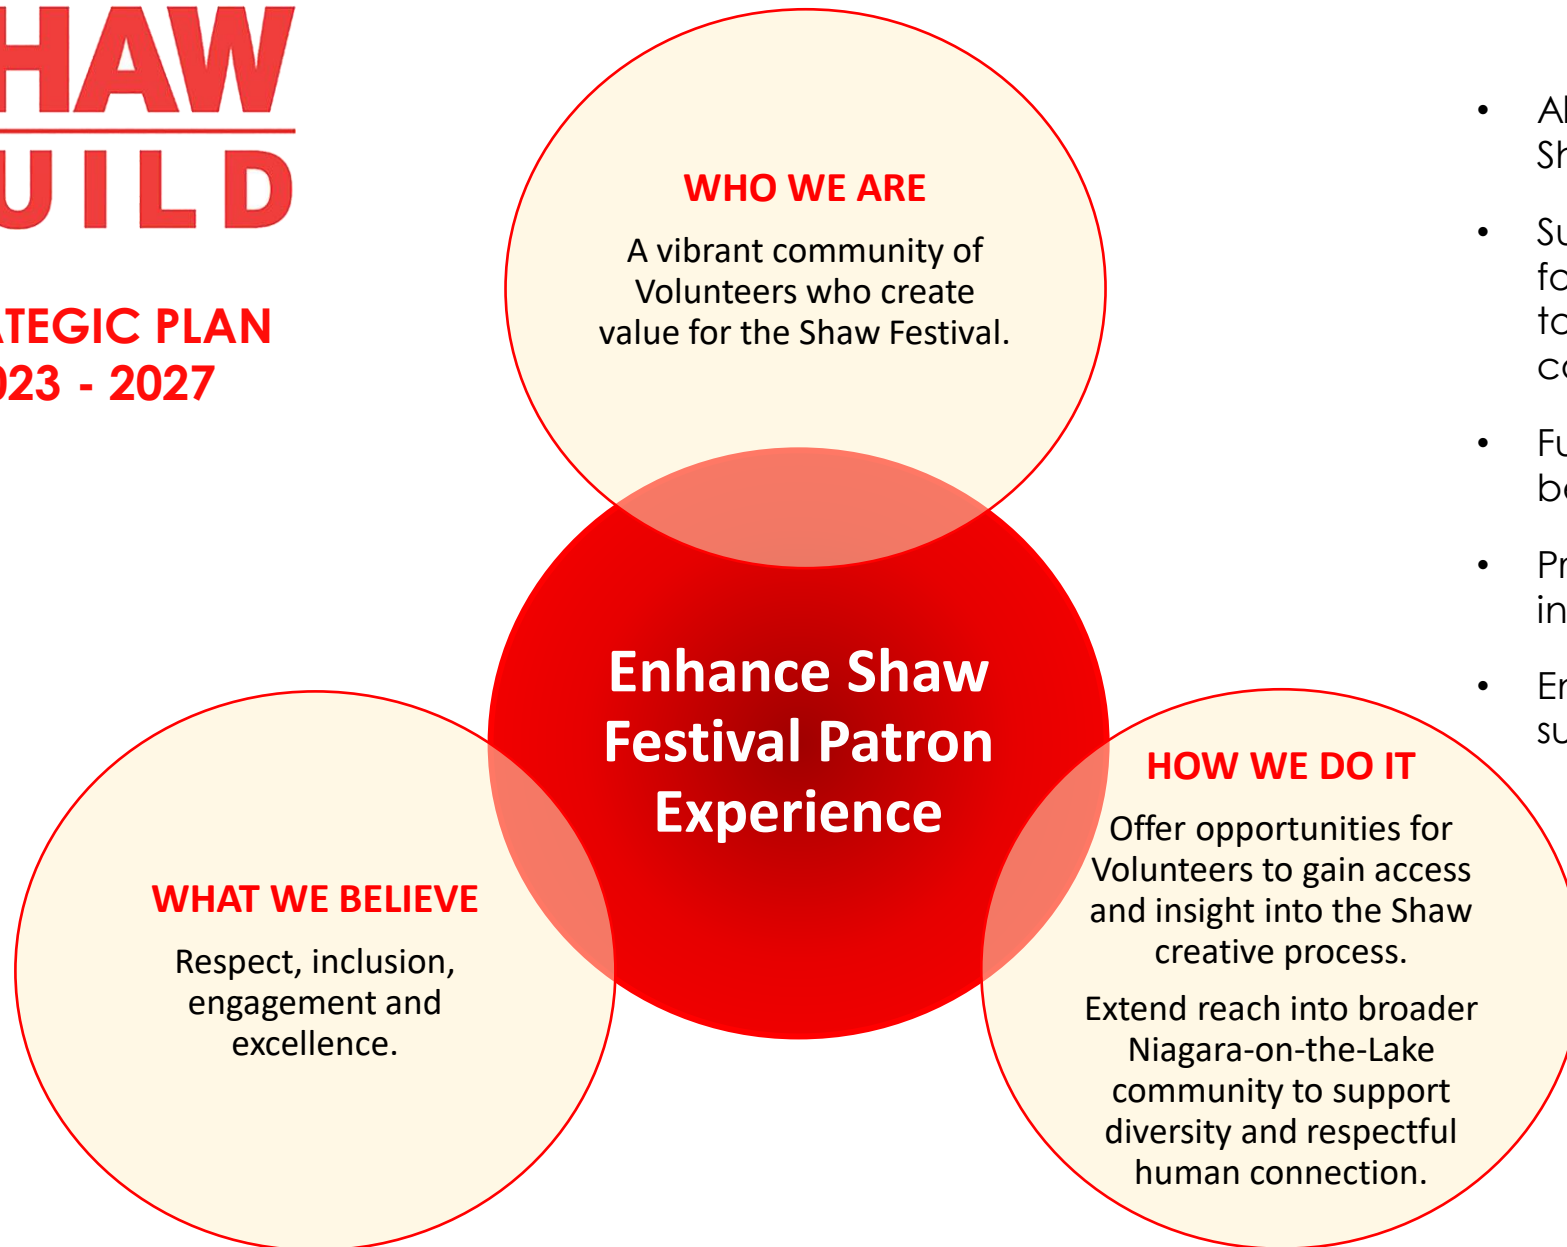 HAW
UILD
ATEGIC PLAN
023 - 2027
WHO WE ARE
A vibrant community of
Volunteers who create
value for the Shaw Festival.
Enhance Shaw
Festival Patron
Experience
WHAT WE BELIEVE
Respect, inclusion,
engagement and
excellence.
HOW WE DO IT
Offer opportunities for
Volunteers to gain access
and insight into the Shaw
creative process.
Extend reach into broader
Niagara-on-the-Lake
community to support
diversity and respectful
human connection.